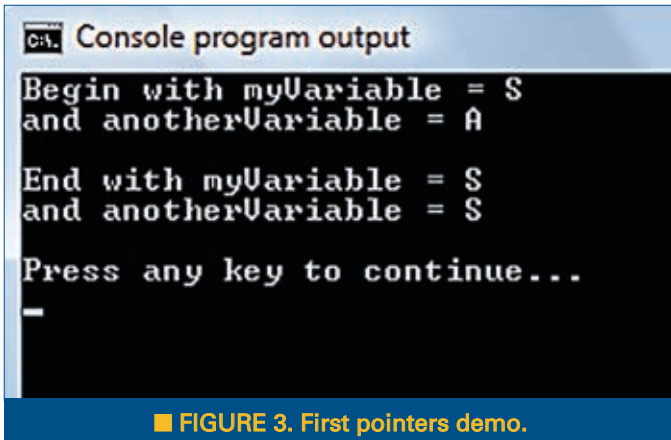 C:\. Console program output
Begin with myVariable = S
and anotherVariable = A
End with myVariable = S
and anotherVariable = S
Press any key to continue...
■ FIGURE 3. First pointers demo.